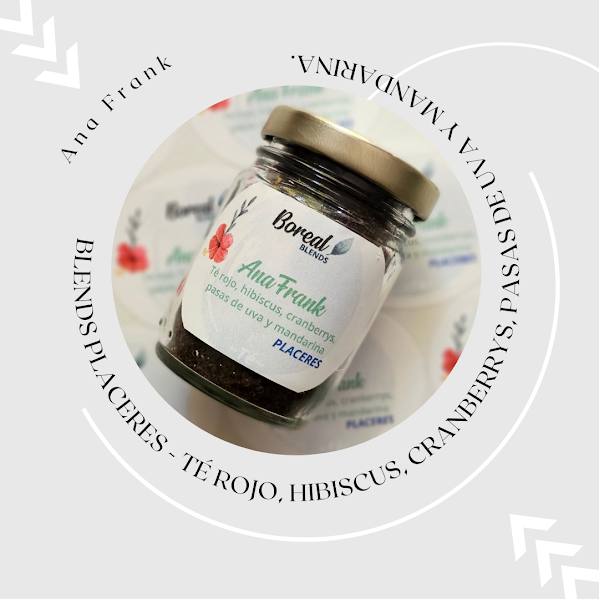 Ana Frank
BLENDS PLACERES - TÉ ROJO, HIBISCUS, CRANBERRYS, PASAS DE UVA Y MANDARINA.
Boreal
BLENDS
Ana Frank
Té rojo, hibiscus, cranberrys,
pasas de uva y mandarina
PLACERES